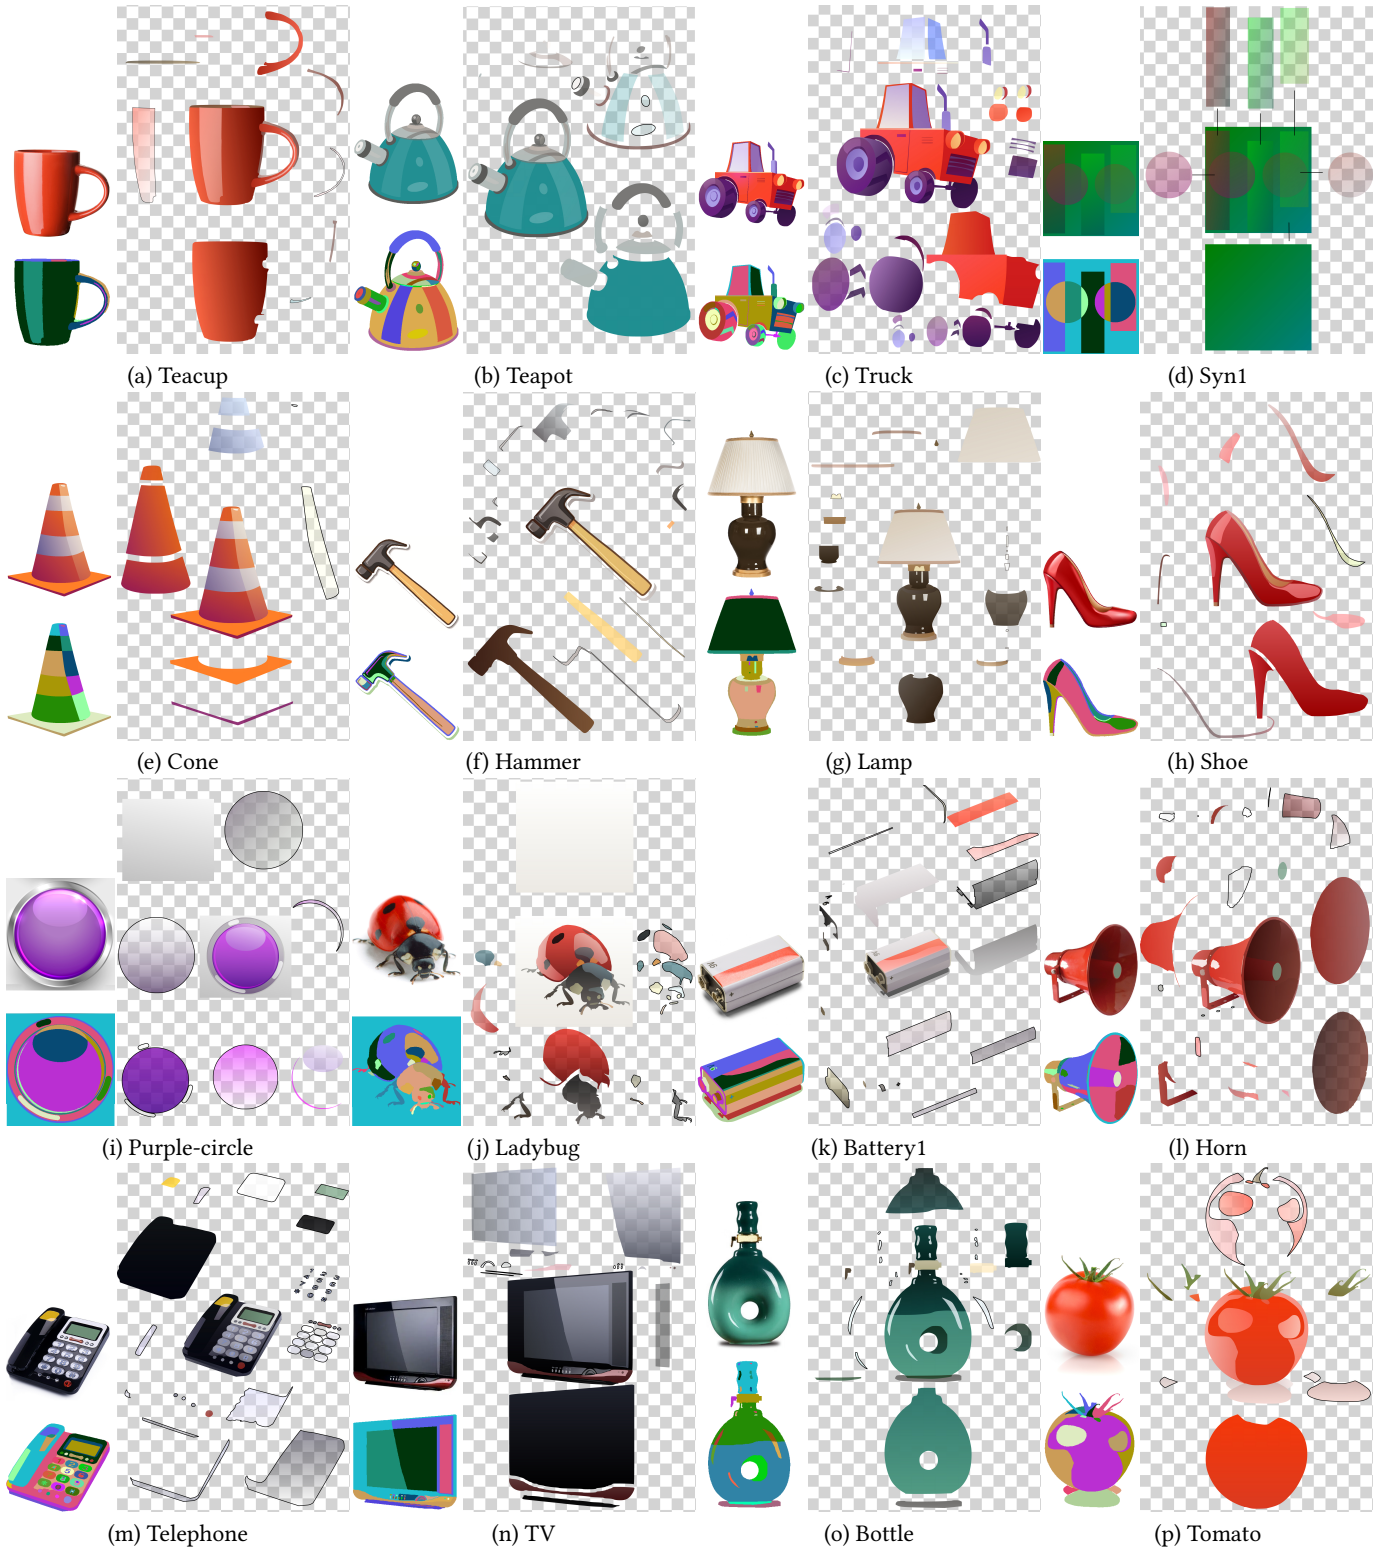 (a) Teacup
(b) Teapot
(c) Truck
(d) Syn1
(e) Cone
(f) Hammer
(g) Lamp
(h) Shoe
(i) Purple-circle
(j) Ladybug
(k) Battery1
(l) Horn
(m) Telephone
(n) TV
(o) Bottle
(p) Tomato